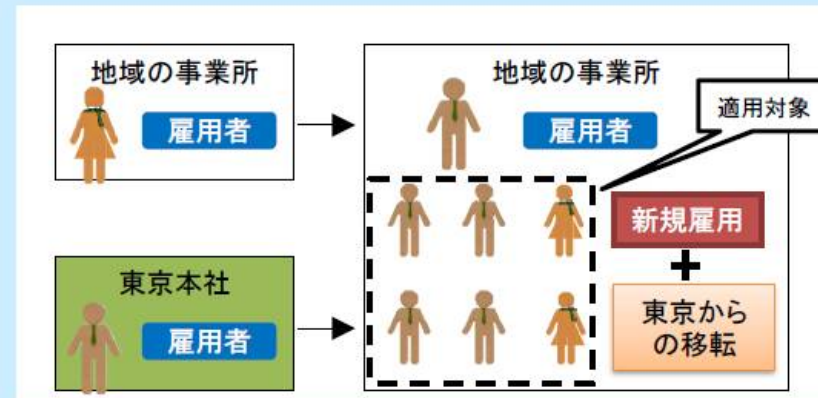 地域の事業所
雇用者
東京本社
雇用者
地域の事業所
雇用者
適用対象
新規雇用
+
東京から
の移転